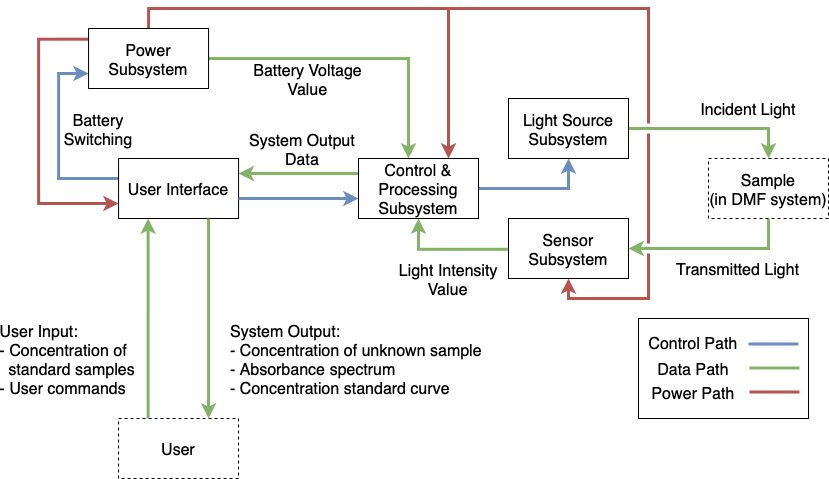 Power
Subsystem
Battery Voltage
Value
Battery
Switching
System Output
Data
User Interface
Control &
Processing
Subsystem
Light Source
Subsystem
Incident Light
Sample
(in DMF system)
Sensor
Subsystem
Transmitted Light
Light Intensity
Value
User Input:
- Concentration of
standard samples
- User commands
System Output:
- Concentration of unknown sample
- Absorbance spectrum
- Concentration standard curve
User
Control Path
Data Path
Power Path